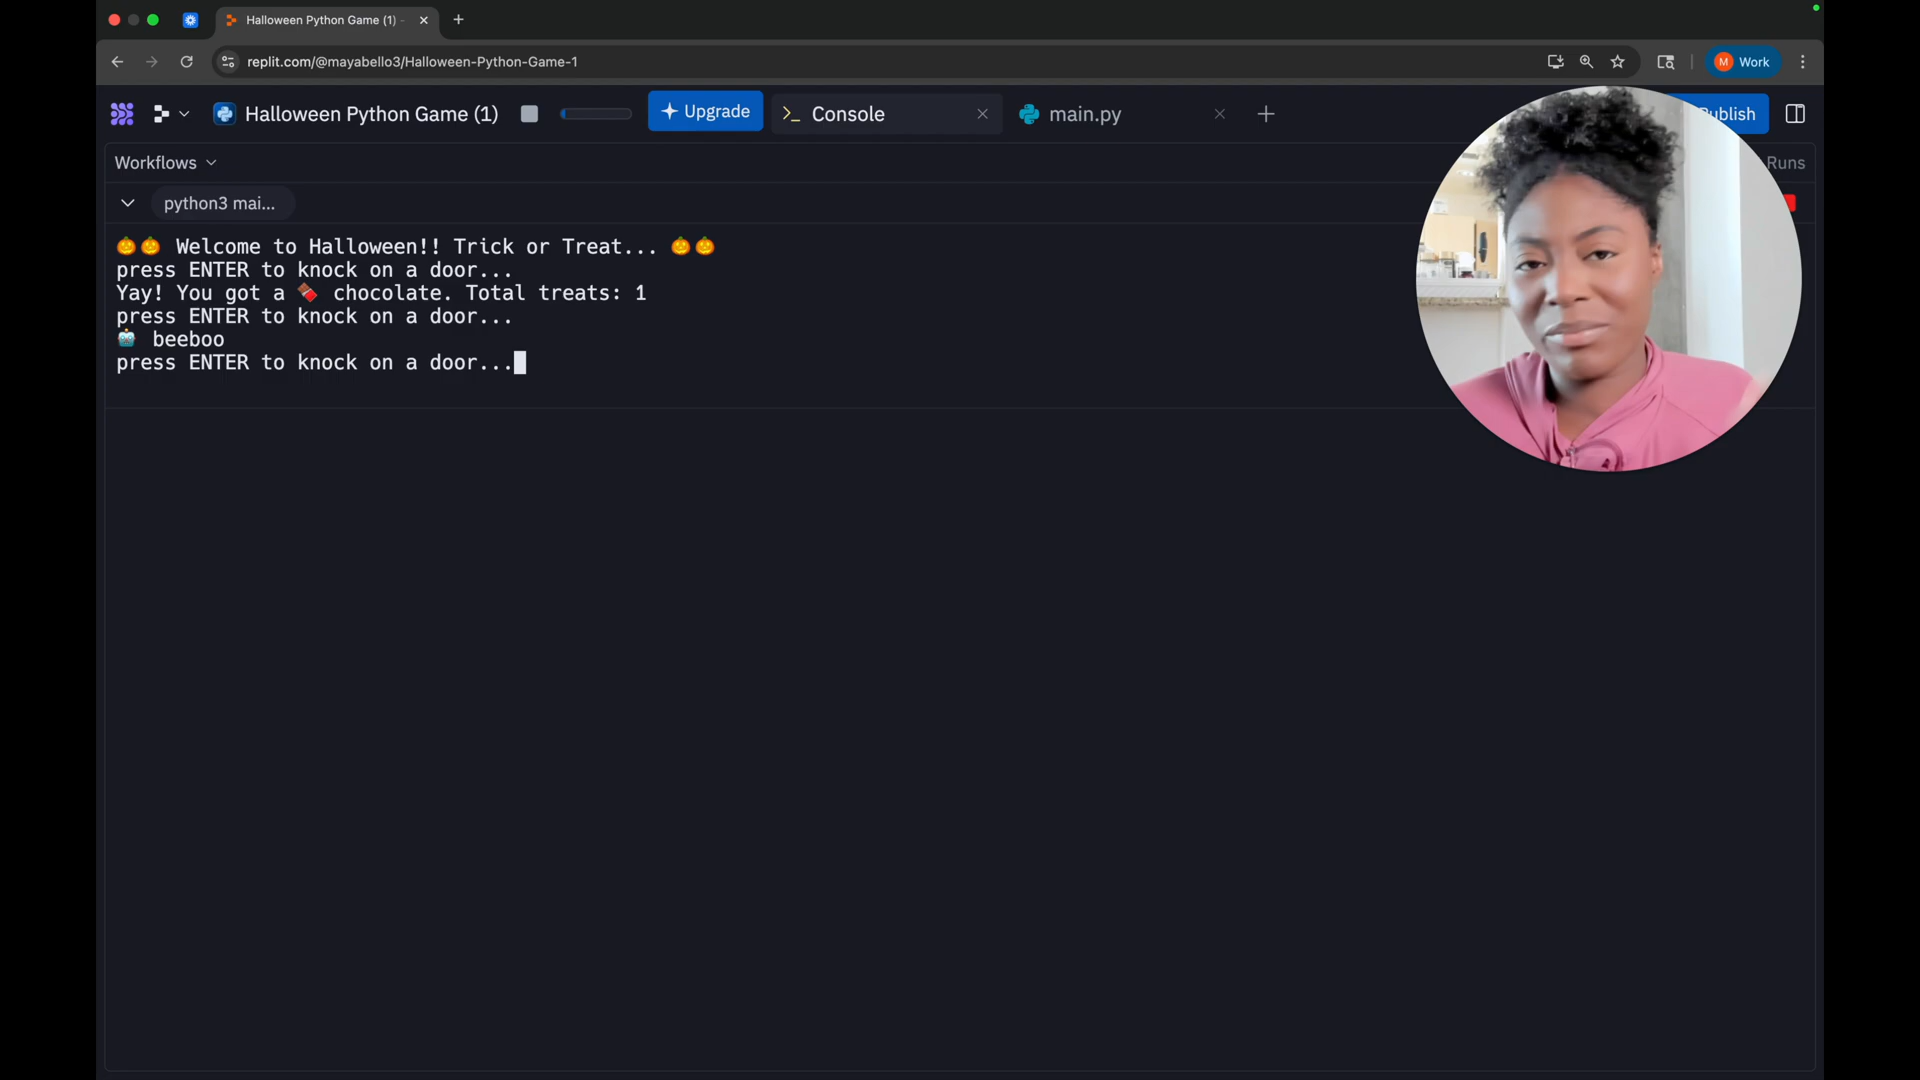 Halloween Python Game (1) -
replit.com/@mayabello3/Halloween-Python-Game-1
M Work
Halloween Python Game (1)
Upgrade
Console
main.py
Publish
Workflows
Runs
python3 mai...
🎃🎃 Welcome to Halloween!! Trick or Treat... 🎃🎃
press ENTER to knock on a door...
Yay! You got a 🍫 chocolate. Total treats: 1
press ENTER to knock on a door...
🤖 beeboo
press ENTER to knock on a door...